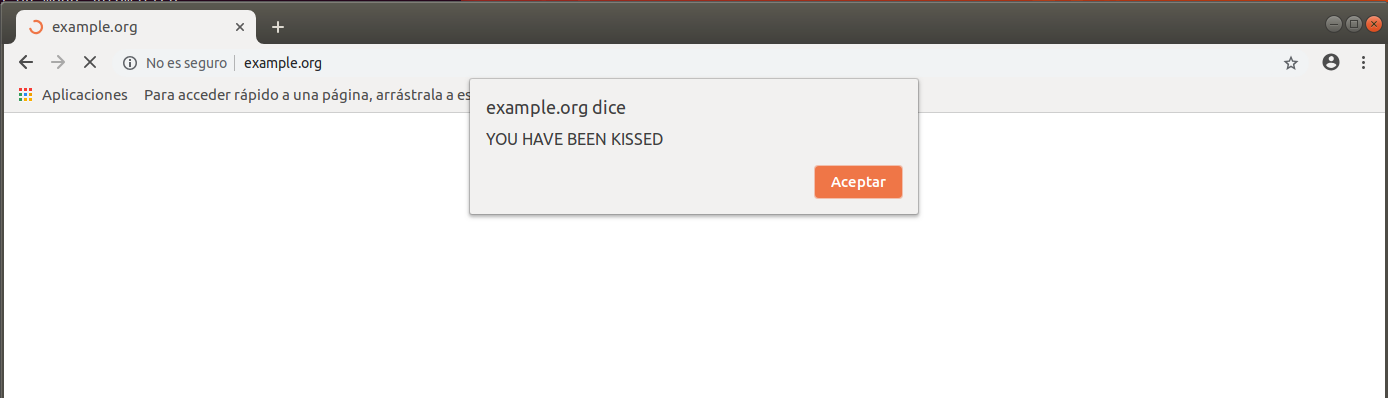 example.org
No es seguro
example.org
Aplicaciones
Para acceder rápido a una página, arrástrala a es
example.org dice
YOU HAVE BEEN KISSED
Aceptar